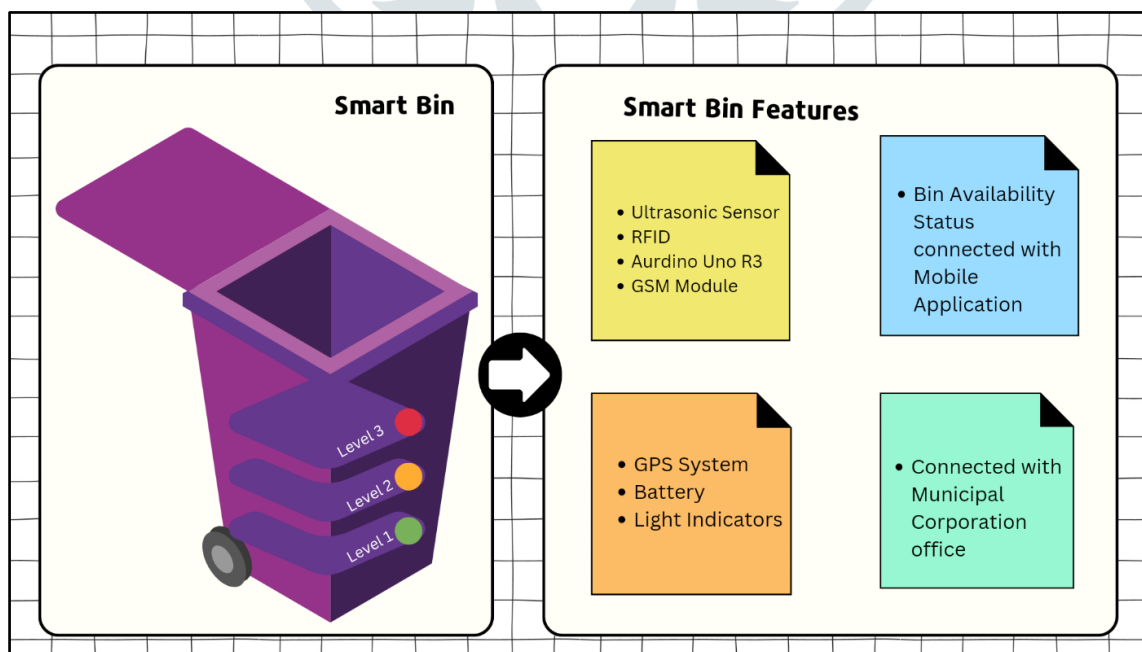 Smart Bin
Level 3
Level 2
Level 1
Smart Bin Features
• Ultrasonic Sensor
• RFID
• Aurdino Uno R3
• GSM Module
• Bin Availability
Status
connected with
Mobile
Application
• GPS System
• Battery
• Light Indicators
• Connected with
Municipal
Corporation
office